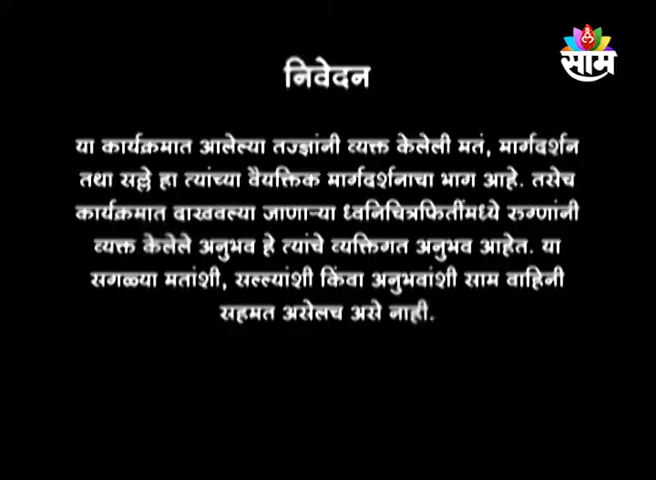 साम
निवेदन
या कार्यक्रमात आलेल्या तज्ज्ञांनी व्यक्त केलेली मतं, मार्गदर्शन
तथा सल्ले हा त्यांच्या वैयक्तिक मार्गदर्शनाचा भाग आहे. तसेच
कार्यक्रमात दाखवल्या जाणाऱ्या ध्वनिचित्रफितींमध्ये रुग्णांनी
व्यक्त केलेले अनुभव हे त्यांचे व्यक्तिगत अनुभव आहेत. या
सगळ्या मतांशी, सल्ल्यांशी किंवा अनुभवांशी साम वाहिनी
सहमत असेलच असे नाही.